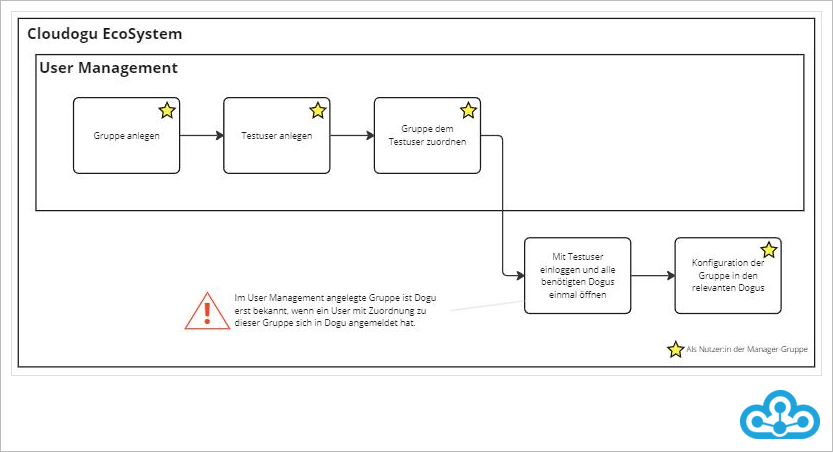 Cloudogu EcoSystem
User Management
Gruppe anlegen
Testuser anlegen
Gruppe dem
Testuser zuordnen
Mit Testuser
einloggen und alle
benötigten Dogus
einmal öffnen
Konfiguration der
Gruppe in den
relevanten Dogus
Im User Management angelegte Gruppe ist Dogu
erst bekannt, wenn ein User mit Zuordnung zu
dieser Gruppe sich in Dogu angemeldet hat.
Als Nutzer:in der Manager-Gruppe